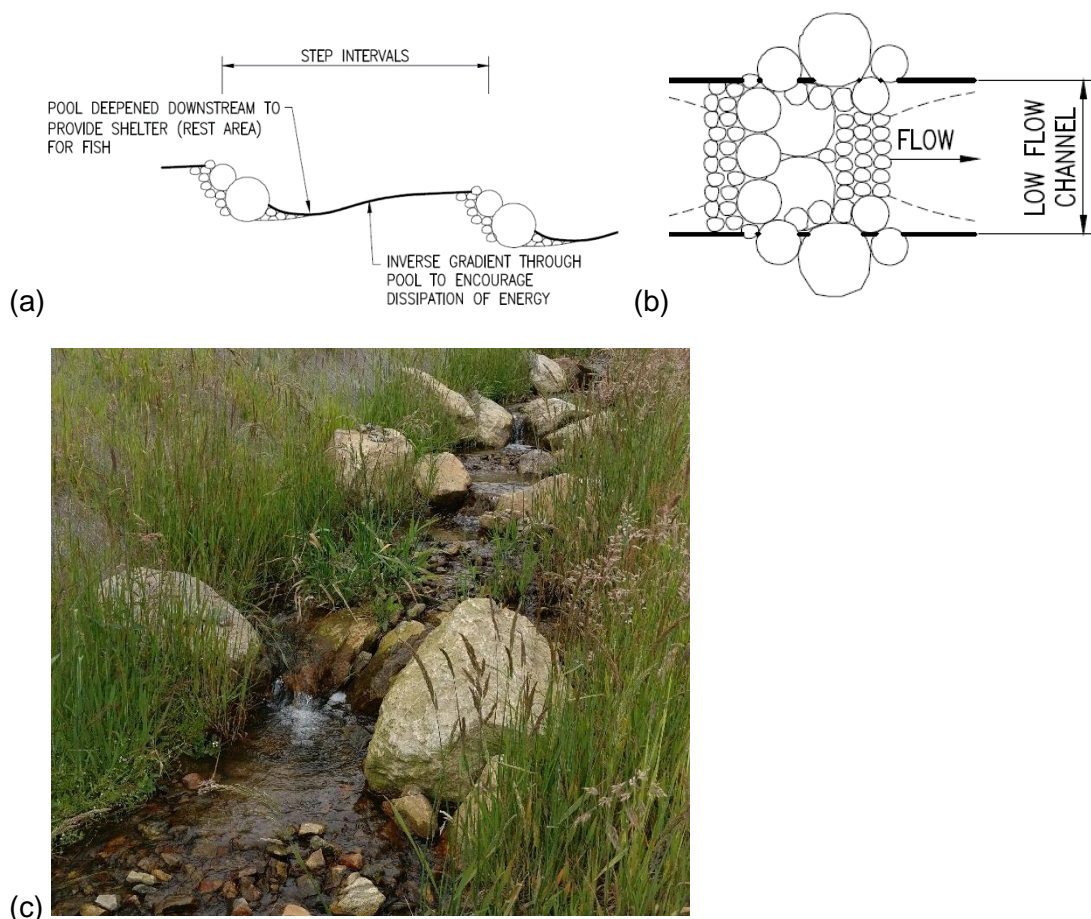 STEP INTERVALS
POOL DEEPENED DOWNSTREAM TO
PROVIDE SHELTER (REST AREA)
FOR FISH
INVERSE GRADIENT THROUGH
POOL TO ENCOURAGE
DISSIPATION OF ENERGY
(a)
FLOW
LOW FLOW
CHANNEL
(b)
(c)